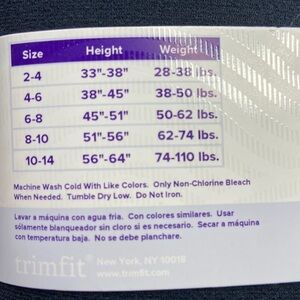 Size Height Weight
2-4 33"-38" 28-38 lbs.
4-6 38"-45" 38-50 lbs.
6-8 45"-51" 50-62 lbs.
8-10 51"-56" 62-74 lbs.
10-14 56"-64" 74-110 lbs.
Machine Wash Cold With Like Colors. Only Non-Chlorine Bleach
When Needed. Tumble Dry Low. Do Not Iron.
Lavar a máquina con agua fria. Con colores similares. Usar
sólamente blanqueador sin cloro si es necesario. Secar a máquina
con temperatura baja. No se debe planchare.
trimfit® New York, NY 10018
www.trimfit.com